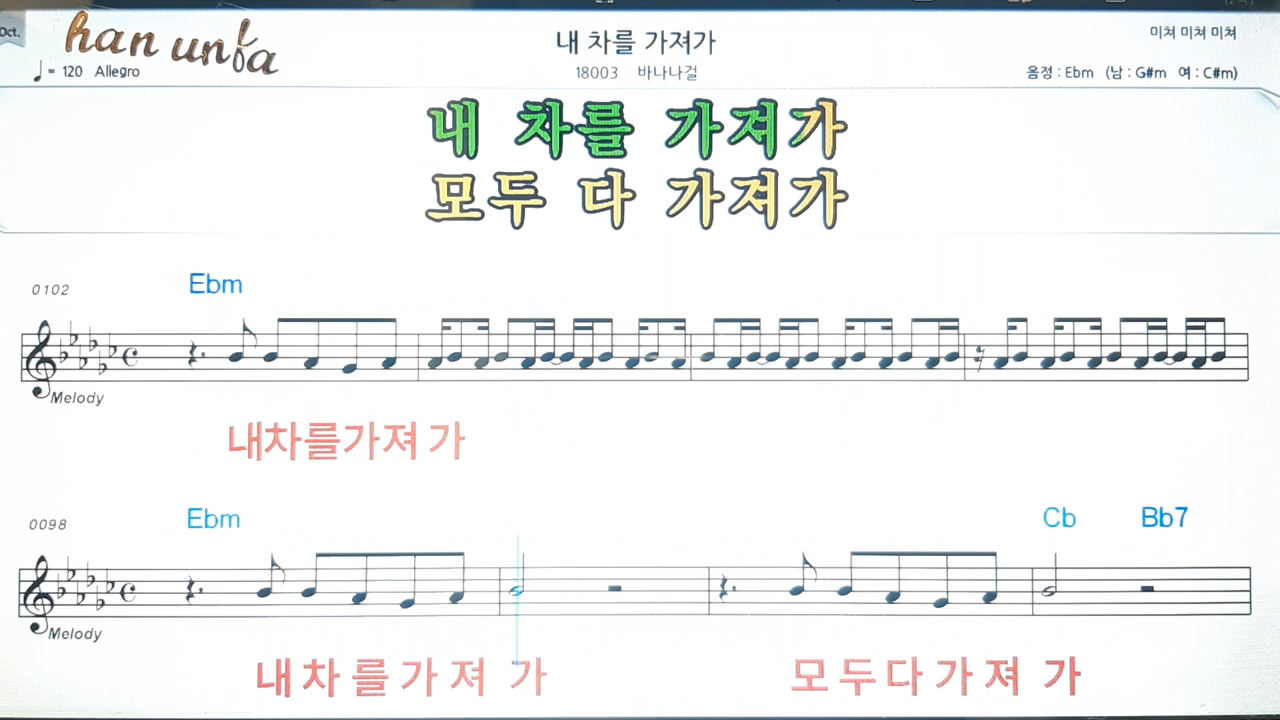 Oct.
han unfa
내 차를 가져가
미쳐 미쳐 미쳐
♩= 120 Allegro
18003 바나나걸
음정 : Ebm (남 : G#m 여 : C#m)
내 차를 가져가
모두 다 가져가
0102
Ebm
Melody
내차를가져가
0098
Ebm
Cb
Bb7
Melody
내차를가져 가
모두다가져 가